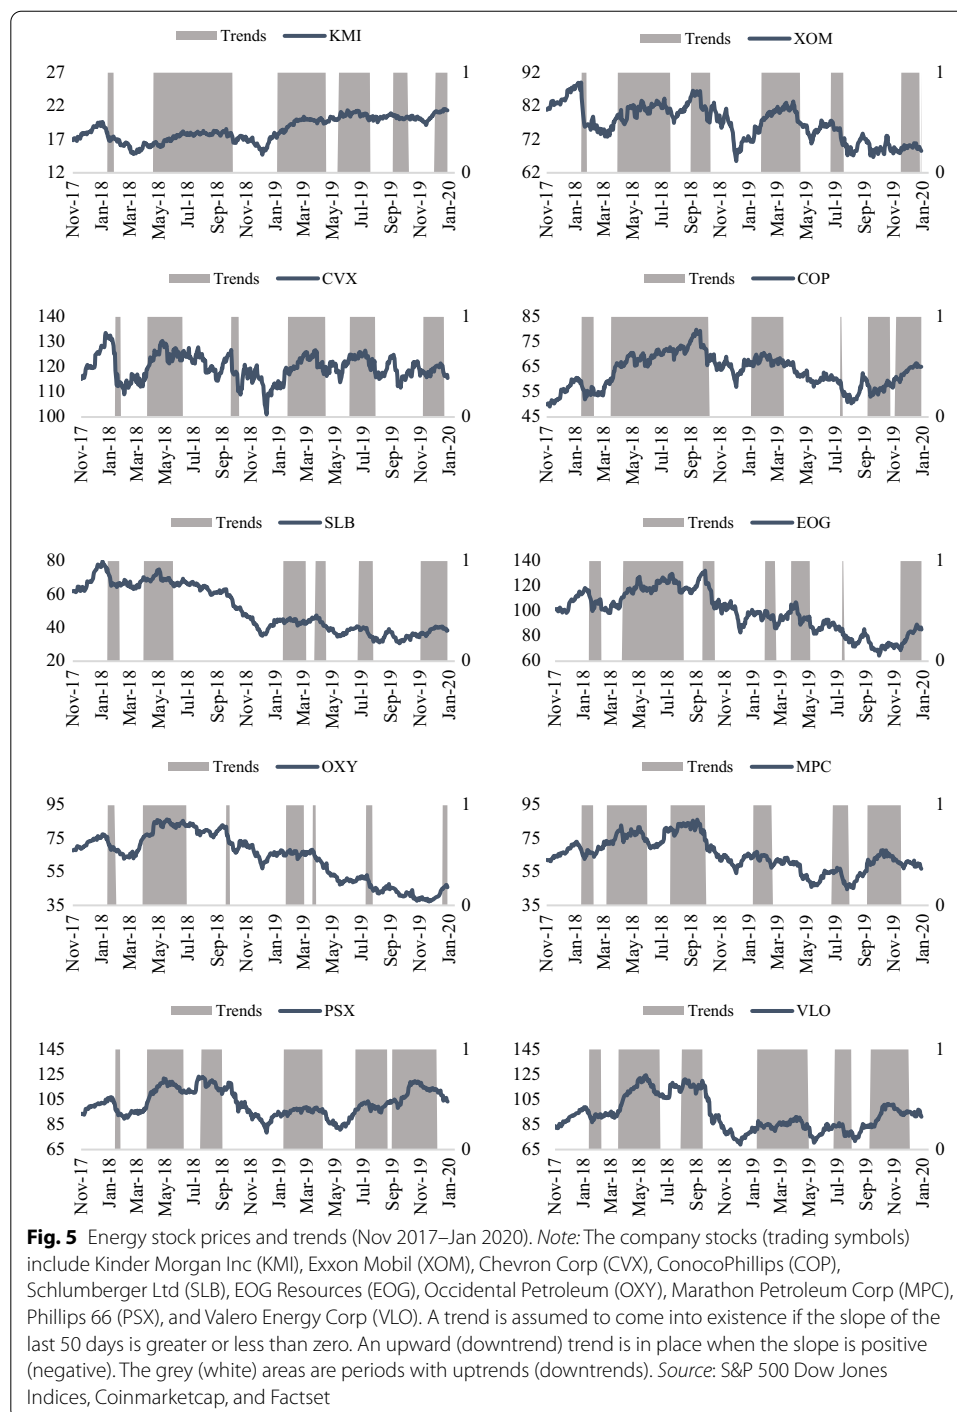 Trends KMI
27
22
17
12
1
0
Nov-17
Jan-18
Mar-18
May-18
Jul-18
Sep-18
Nov-18
Jan-19
Mar-19
May-19
Jul-19
Sep-19
Nov-19
Jan-20
Trends XOM
92
82
72
62
1
0
Nov-17
Jan-18
Mar-18
May-18
Jul-18
Sep-18
Nov-18
Jan-19
Mar-19
May-19
Jul-19
Sep-19
Nov-19
Jan-20
Trends CVX
140
130
120
110
100
1
0
Nov-17
Jan-18
Mar-18
May-18
Jul-18
Sep-18
Nov-18
Jan-19
Mar-19
May-19
Jul-19
Sep-19
Nov-19
Jan-20
Trends COP
85
75
65
55
45
1
0
Nov-17
Jan-18
Mar-18
May-18
Jul-18
Sep-18
Nov-18
Jan-19
Mar-19
May-19
Jul-19
Sep-19
Nov-19
Jan-20
Trends SLB
80
60
40
20
1
0
Nov-17
Jan-18
Mar-18
May-18
Jul-18
Sep-18
Nov-18
Jan-19
Mar-19
May-19
Jul-19
Sep-19
Nov-19
Jan-20
Trends EOG
140
120
100
80
60
1
0
Nov-17
Jan-18
Mar-18
May-18
Jul-18
Sep-18
Nov-18
Jan-19
Mar-19
May-19
Jul-19
Sep-19
Nov-19
Jan-20
Trends OXY
95
75
55
35
1
0
Nov-17
Jan-18
Mar-18
May-18
Jul-18
Sep-18
Nov-18
Jan-19
Mar-19
May-19
Jul-19
Sep-19
Nov-19
Jan-20
Trends MPC
95
75
55
35
1
0
Nov-17
Jan-18
Mar-18
May-18
Jul-18
Sep-18
Nov-18
Jan-19
Mar-19
May-19
Jul-19
Sep-19
Nov-19
Jan-20
Trends PSX
145
125
105
85
65
1
0
Nov-17
Jan-18
Mar-18
May-18
Jul-18
Sep-18
Nov-18
Jan-19
Mar-19
May-19
Jul-19
Sep-19
Nov-19
Jan-20
Trends VLO
145
125
105
85
65
1
0
Nov-17
Jan-18
Mar-18
May-18
Jul-18
Sep-18
Nov-18
Jan-19
Mar-19
May-19
Jul-19
Sep-19
Nov-19
Jan-20
Fig. 5 Energy stock prices and trends (Nov 2017–Jan 2020). Note: The company stocks (trading symbols)
include Kinder Morgan Inc (KMI), Exxon Mobil (XOM), Chevron Corp (CVX), ConocoPhillips (COP),
Schlumberger Ltd (SLB), EOG Resources (EOG), Occidental Petroleum (OXY), Marathon Petroleum Corp (MPC),
Phillips 66 (PSX), and Valero Energy Corp (VLO). A trend is assumed to come into existence if the slope of the
last 50 days is greater or less than zero. An upward (downtrend) trend is in place when the slope is positive
(negative). The grey (white) areas are periods with uptrends (downtrends). Source: S&P 500 Dow Jones
Indices, Coinmarketcap, and Factset